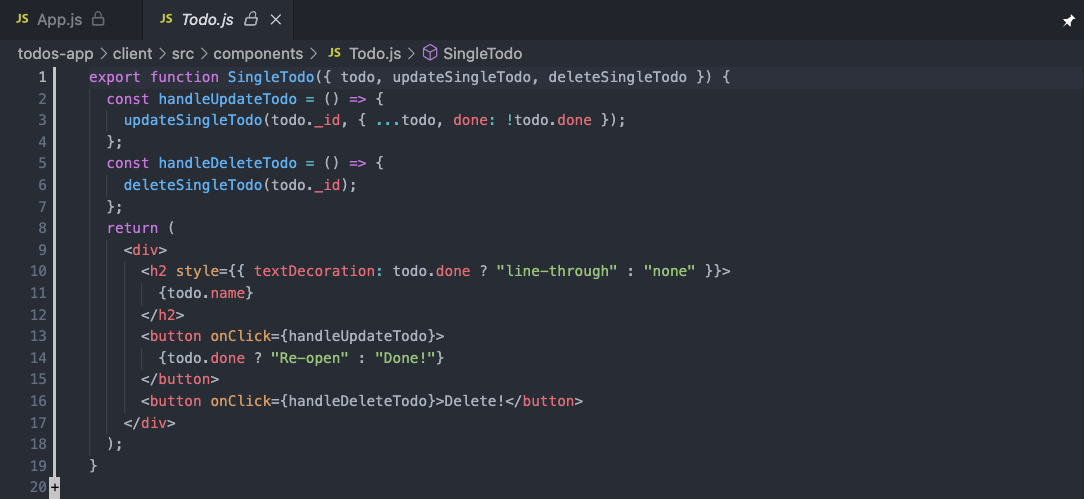 JS App.js
JS Todo.js
todos-app > client > src > components > JS Todo.js > SingleTodo
1 export function SingleTodo({ todo, updateSingleTodo, deleteSingleTodo }) {
2   const handleUpdateTodo = () => {
3     updateSingleTodo(todo._id, { ...todo, done: !todo.done });
4   };
5   const handleDeleteTodo = () => {
6     deleteSingleTodo(todo._id);
7   };
8   return (
9     <div>
10       <h2 style={{ textDecoration: todo.done ? "line-through" : "none" }}>
11         {todo.name}
12       </h2>
13       <button onClick={handleUpdateTodo}>
14         {todo.done ? "Re-open" : "Done!"}
15       </button>
16       <button onClick={handleDeleteTodo}>Delete!</button>
17     </div>
18   );
19 }
20 +